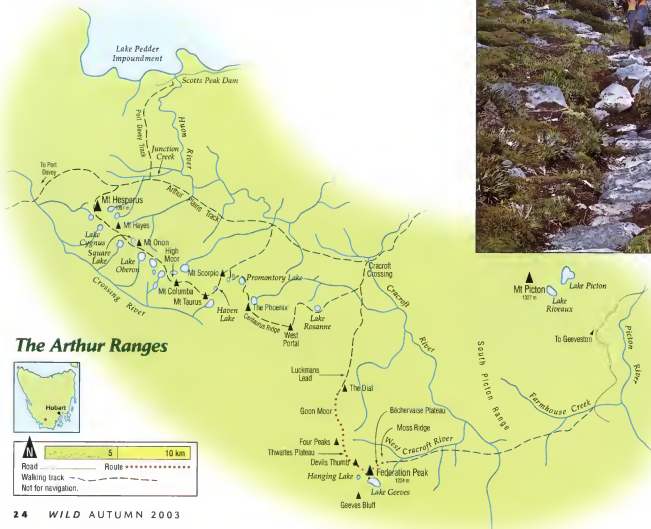 Lake Pedder
Impoundment
Scotts Peak Dam
Port Davey Track
Huon
River
Junction
Creek
To Port
Davey
Arthur Plains Track
Mt Hesperus
Mt Hayes
Lake
Cygnus
Square
Lake
Mt Orion
Lake
Oberon
High
Moor
Mt Scorpio
Promontory Lake
Crossing River
Mt Columba
Mt Taurus
Haven
Lake
The Phoenix
Centaurus Ridge
West
Portal
Lake
Rosanne
Cracroft
Crossing
Cracroft
River
Mt Picton
1327 m
Lake Picton
Lake
Riveaux
To Geeveston
Picton
River
South Picton Range
Farmhouse Creek
Luckmans
Lead
The Dial
Goon Moor
Béchervaise Plateau
Moss Ridge
West Cracroft River
Four Peaks
Thwaites Plateau
Devils Thumb
Federation Peak
1224 m
Hanging Lake
Lake Geeves
Geeves Bluff
The Arthur Ranges
Hobart
N
5
10 km
Road
Route
Walking track
Not for navigation.
24 WILD AUTUMN 2003